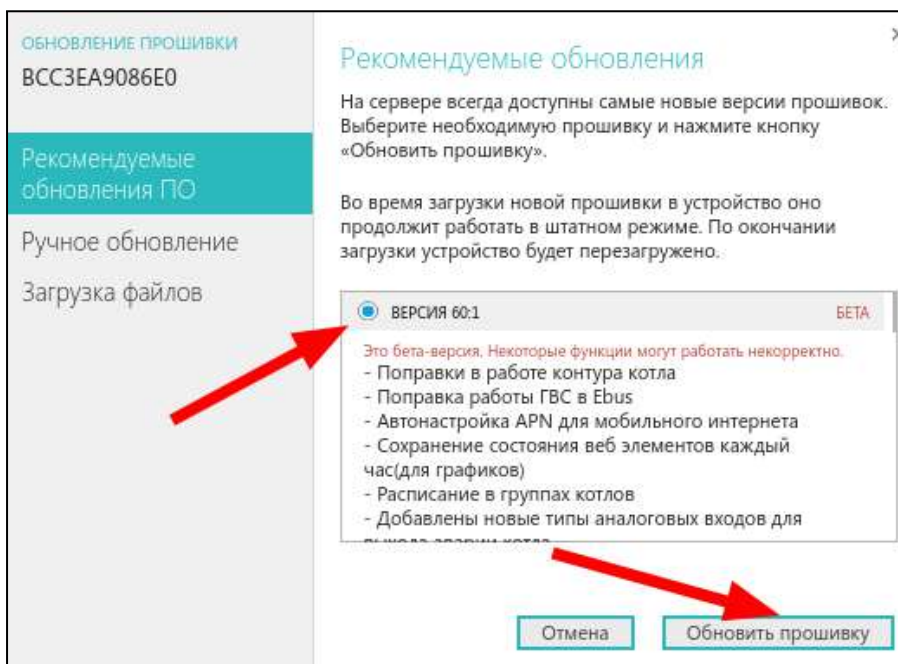 ОБНОВЛЕНИЕ ПРОШИВКИ
BCC3EA9086E0
Рекомендуемые
обновления ПО
Ручное обновление
Загрузка файлов
Рекомендуемые обновления
На сервере всегда доступны самые новые версии прошивок.
Выберите необходимую прошивку и нажмите кнопку
«Обновить прошивку».
Во время загрузки новой прошивки в устройство оно
продолжит работать в штатном режиме. По окончании
загрузки устройство будет перезагружено.
ВЕРСИЯ 60:1 БЕТА
Это бета-версия. Некоторые функции могут работать некорректно.
- Поправки в работе контура котла
- Поправка работы ГВС в Ebus
- Автонастройка APN для мобильного интернета
- Сохранение состояния веб элементов каждый
час(для графиков)
- Расписание в группах котлов
- Добавлены новые типы аналоговых входов для
выхода аварии котла
Отмена Обновить прошивку